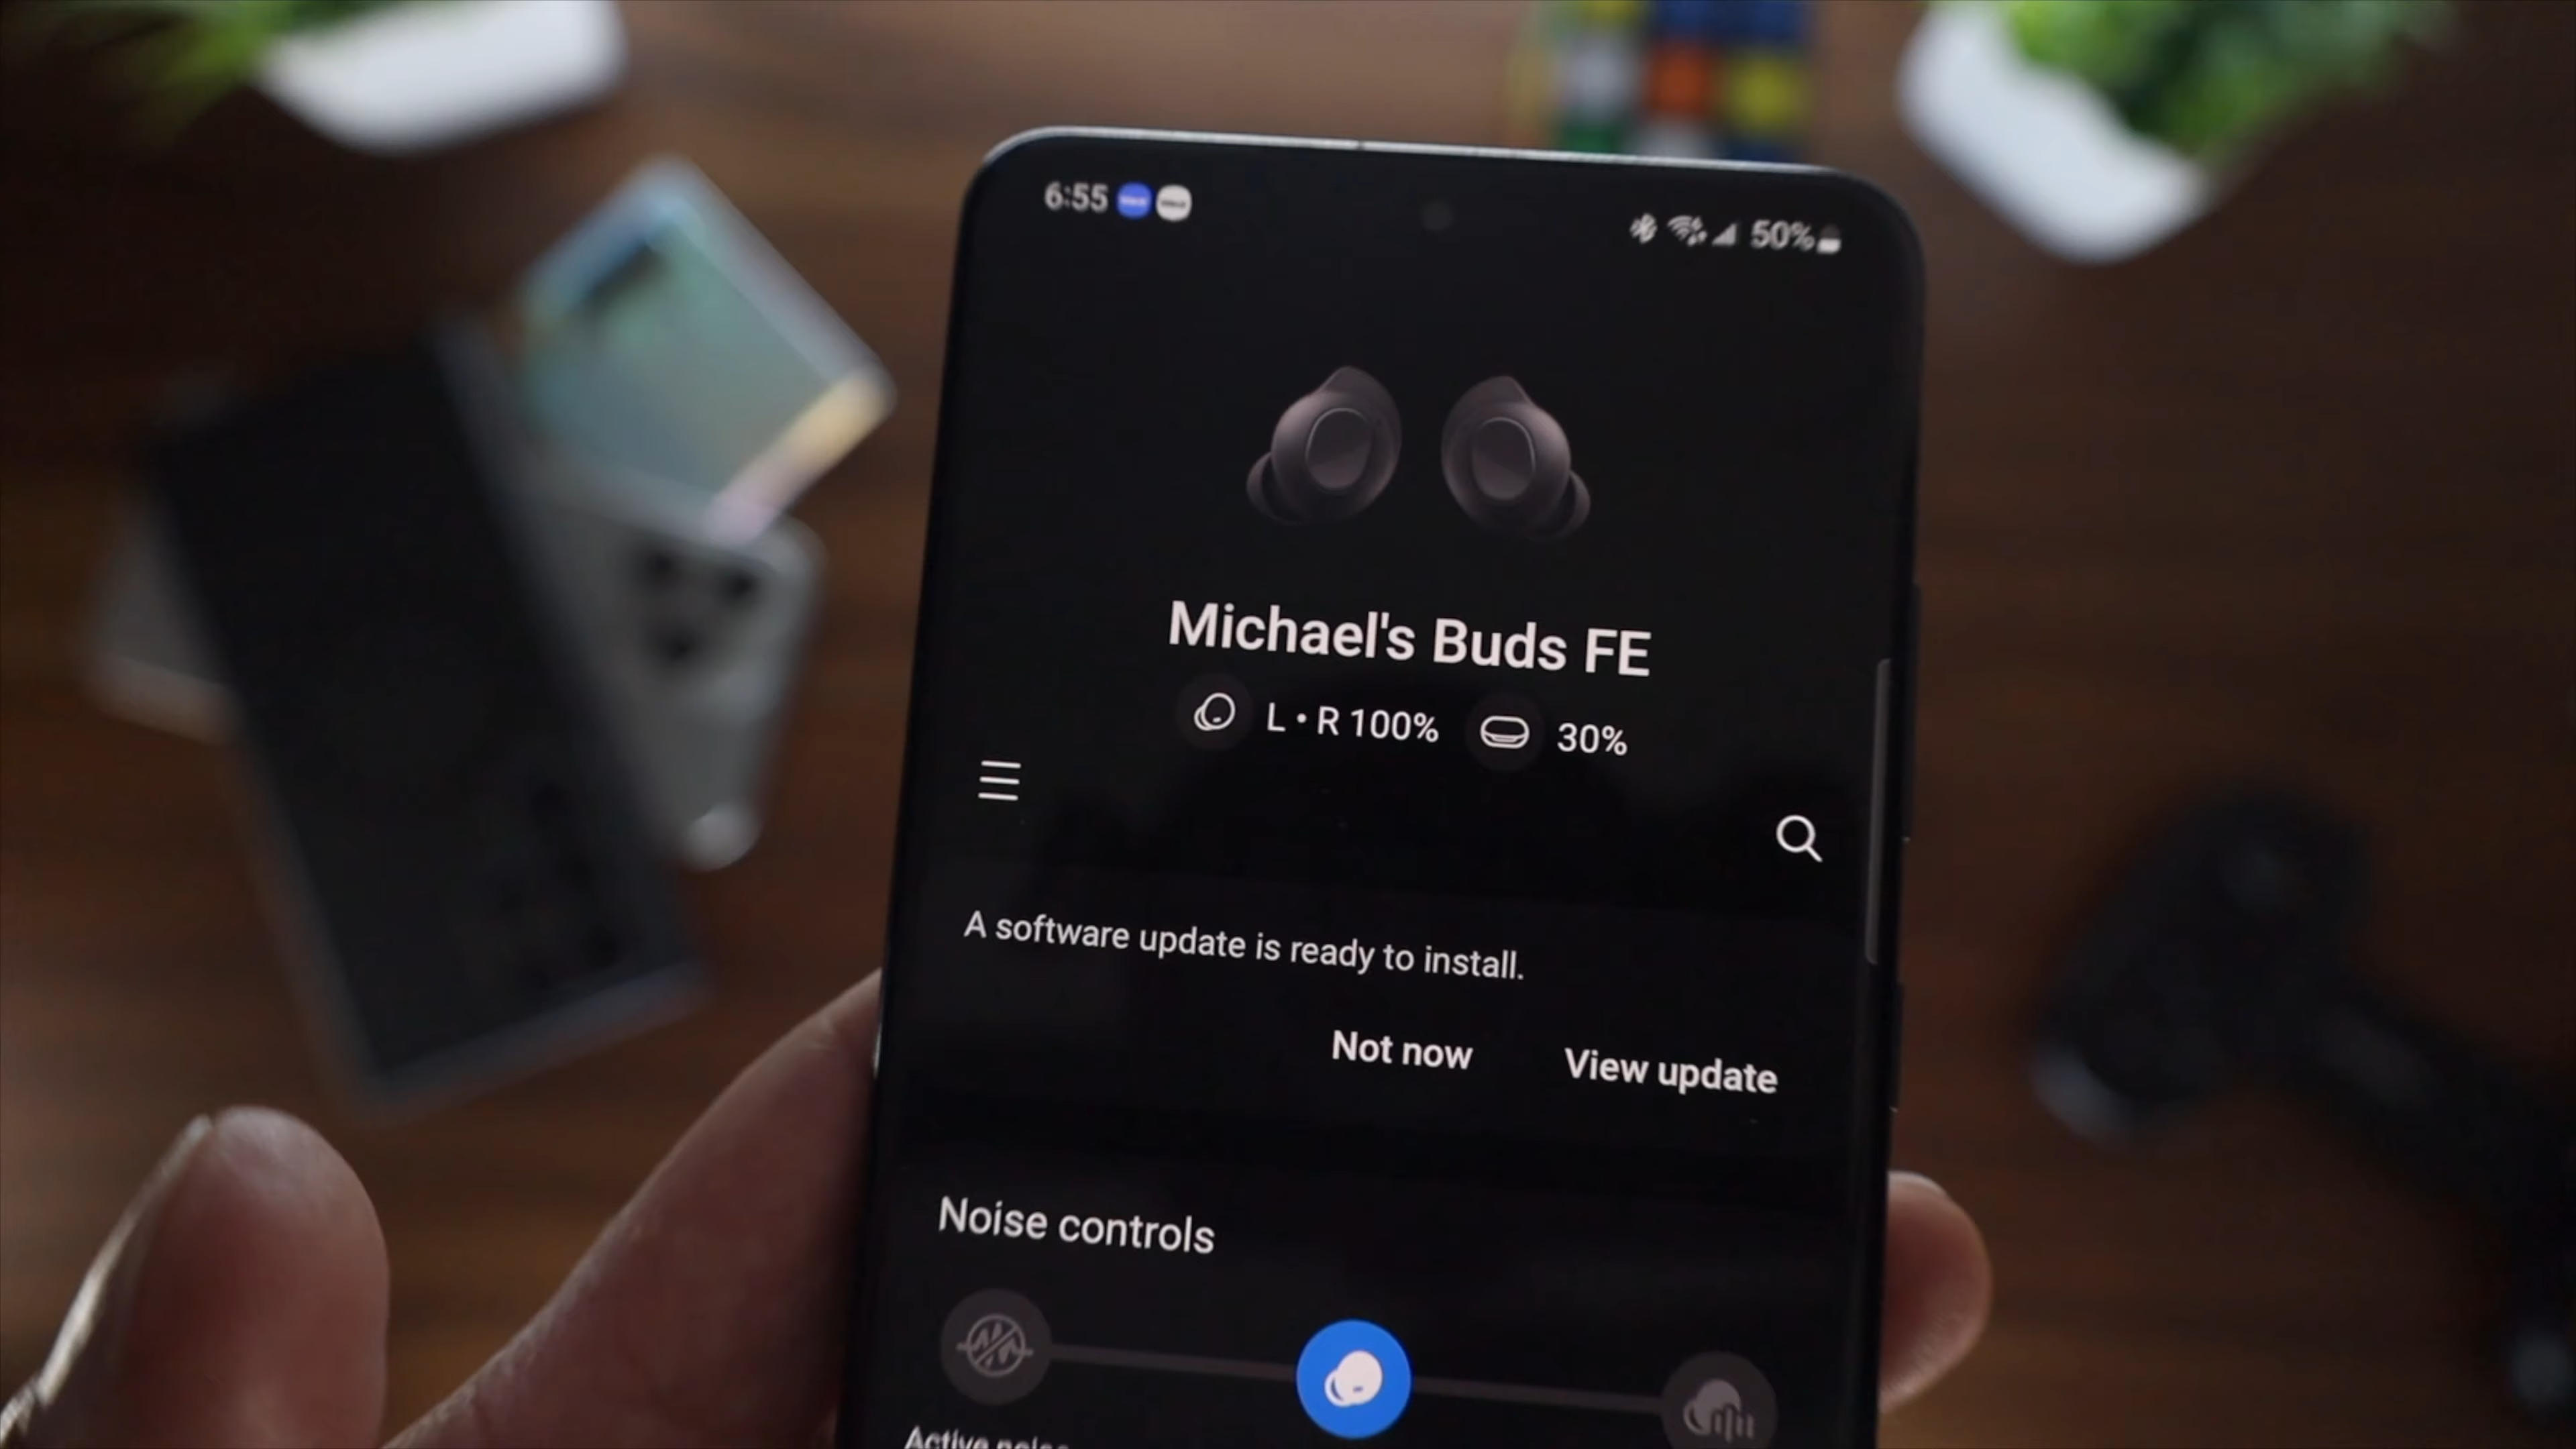 6:55
50%
Michael's Buds FE
L • R 100% 30%
A software update is ready to install.
Not now View update
Noise controls
Active